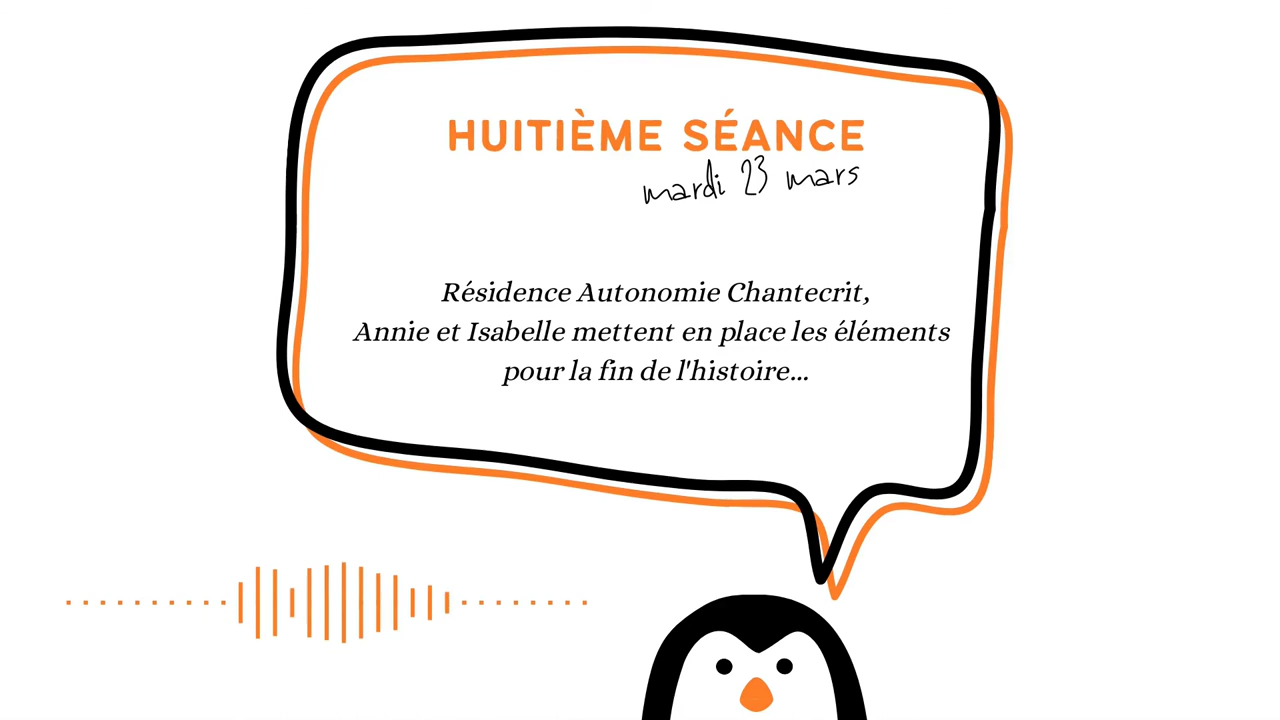 HUITIÈME SÉANCE
mardi 23 mars
Résidence Autonomie Chantecrit,
Annie et Isabelle mettent en place les éléments
pour la fin de l'histoire...